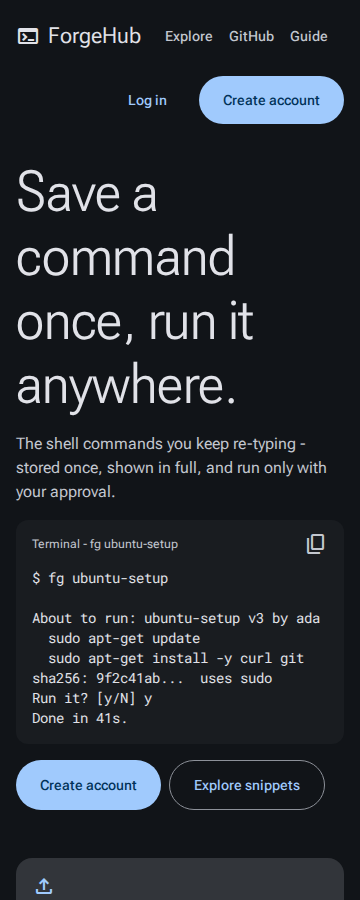 ForgeHub Explore GitHub Guide
Log in Create account
Save a
command
once, run it
anywhere.
The shell commands you keep re-typing -
stored once, shown in full, and run only with
your approval.
Terminal - fg ubuntu-setup
$ fg ubuntu-setup
About to run: ubuntu-setup v3 by ada
sudo apt-get update
sudo apt-get install -y curl git
sha256: 9f2c41ab... uses sudo
Run it? [y/N] y
Done in 41s.
Create account Explore snippets